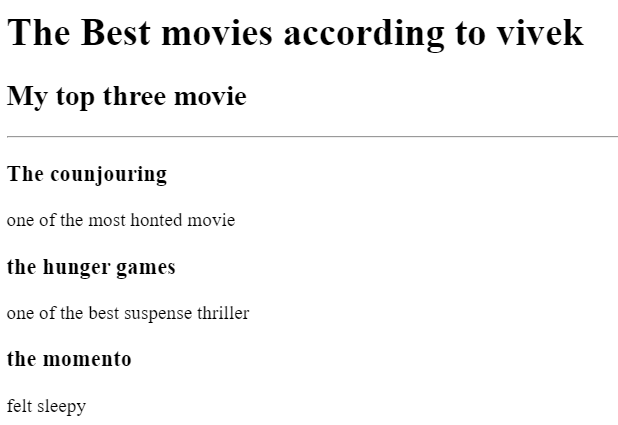 The Best movies according to vivek
My top three movie
The counjouring
one of the most honted movie
the hunger games
one of the best suspense thriller
the momento
felt sleepy